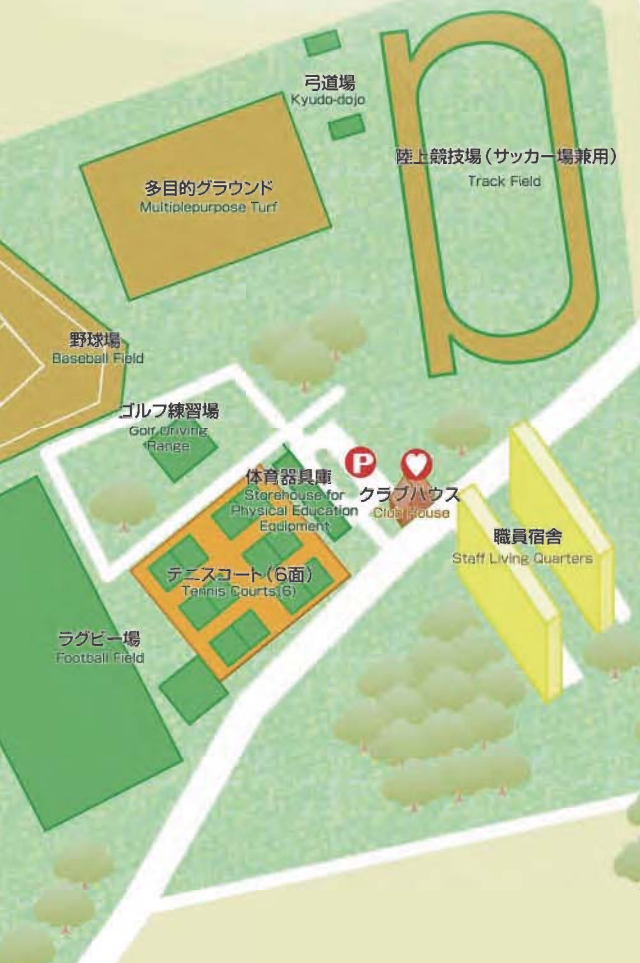 弓道場
Kyudo-dojo
陸上競技場(サッカー場兼用)
Track Field
多目的グラウンド
Multiplepurpose Turf
野球場
Baseball Field
ゴルフ練習場
Golf Driving
Range
体育器具庫
Storehouse for
Physical Education
Equipment
P
クラブハウス
Club House
職員宿舎
Staff Living Quarters
テニスコート(6面)
Tennis Courts(6)
ラグビー場
Football Field